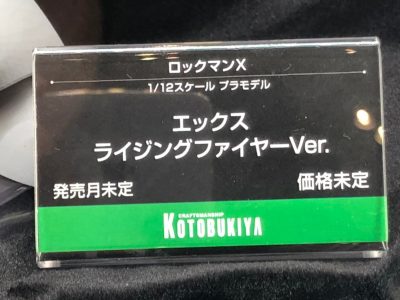 ロックマンX
1/12スケール プラモデル
エックス
ライジングファイヤーVer.
発売月未定 価格未定
CRAFTSMANSHIP
KOTOBUKIYA